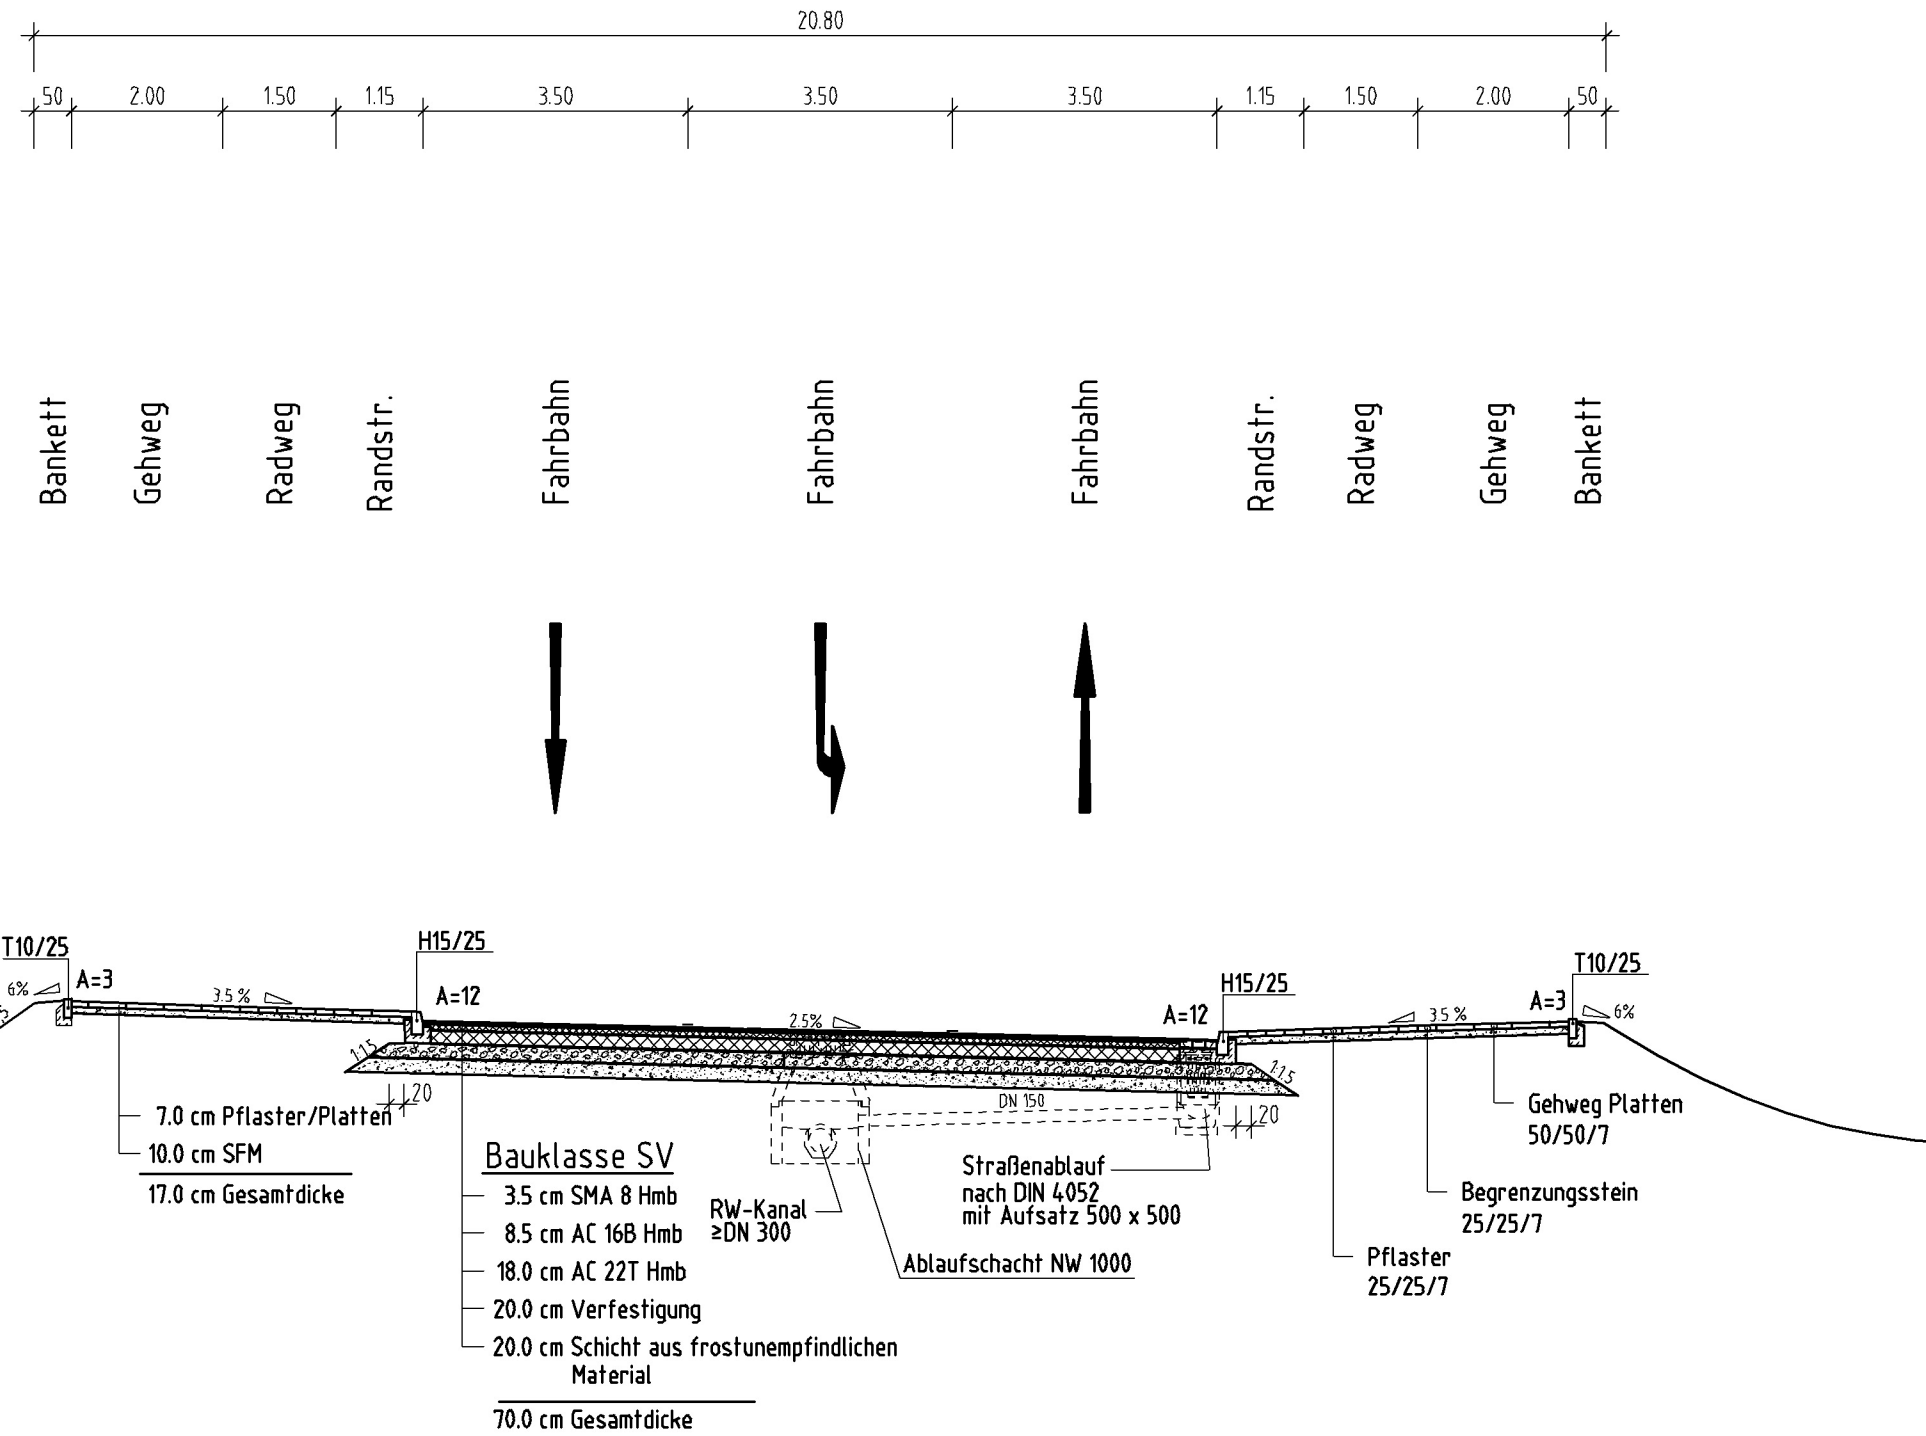 20.80
50 2.00 1.50 1.15 3.50 3.50 3.50 1.15 1.50 2.00 50
Bankett
Gehweg
Radweg
Randstr.
Fahrbahn
Fahrbahn
Fahrbahn
Randstr.
Radweg
Gehweg
Bankett
T10/25
A=3
6%
3.5 %
H15/25
A=12
2.5%
A=12
H15/25
3.5 %
A=3
T10/25
6%
1:1.5
1:1.5
20
DN 150
20
7.0 cm Pflaster/Platten
10.0 cm SFM
17.0 cm Gesamtdicke
Bauklasse SV
3.5 cm SMA 8 Hmb
8.5 cm AC 16B Hmb
18.0 cm AC 22T Hmb
20.0 cm Verfestigung
20.0 cm Schicht aus frostunempfindlichen
Material
70.0 cm Gesamtdicke
RW-Kanal
≥DN 300
Straßenablauf
nach DIN 4052
mit Aufsatz 500 x 500
Ablaufschacht NW 1000
Gehweg Platten
50/50/7
Begrenzungsstein
25/25/7
Pflaster
25/25/7